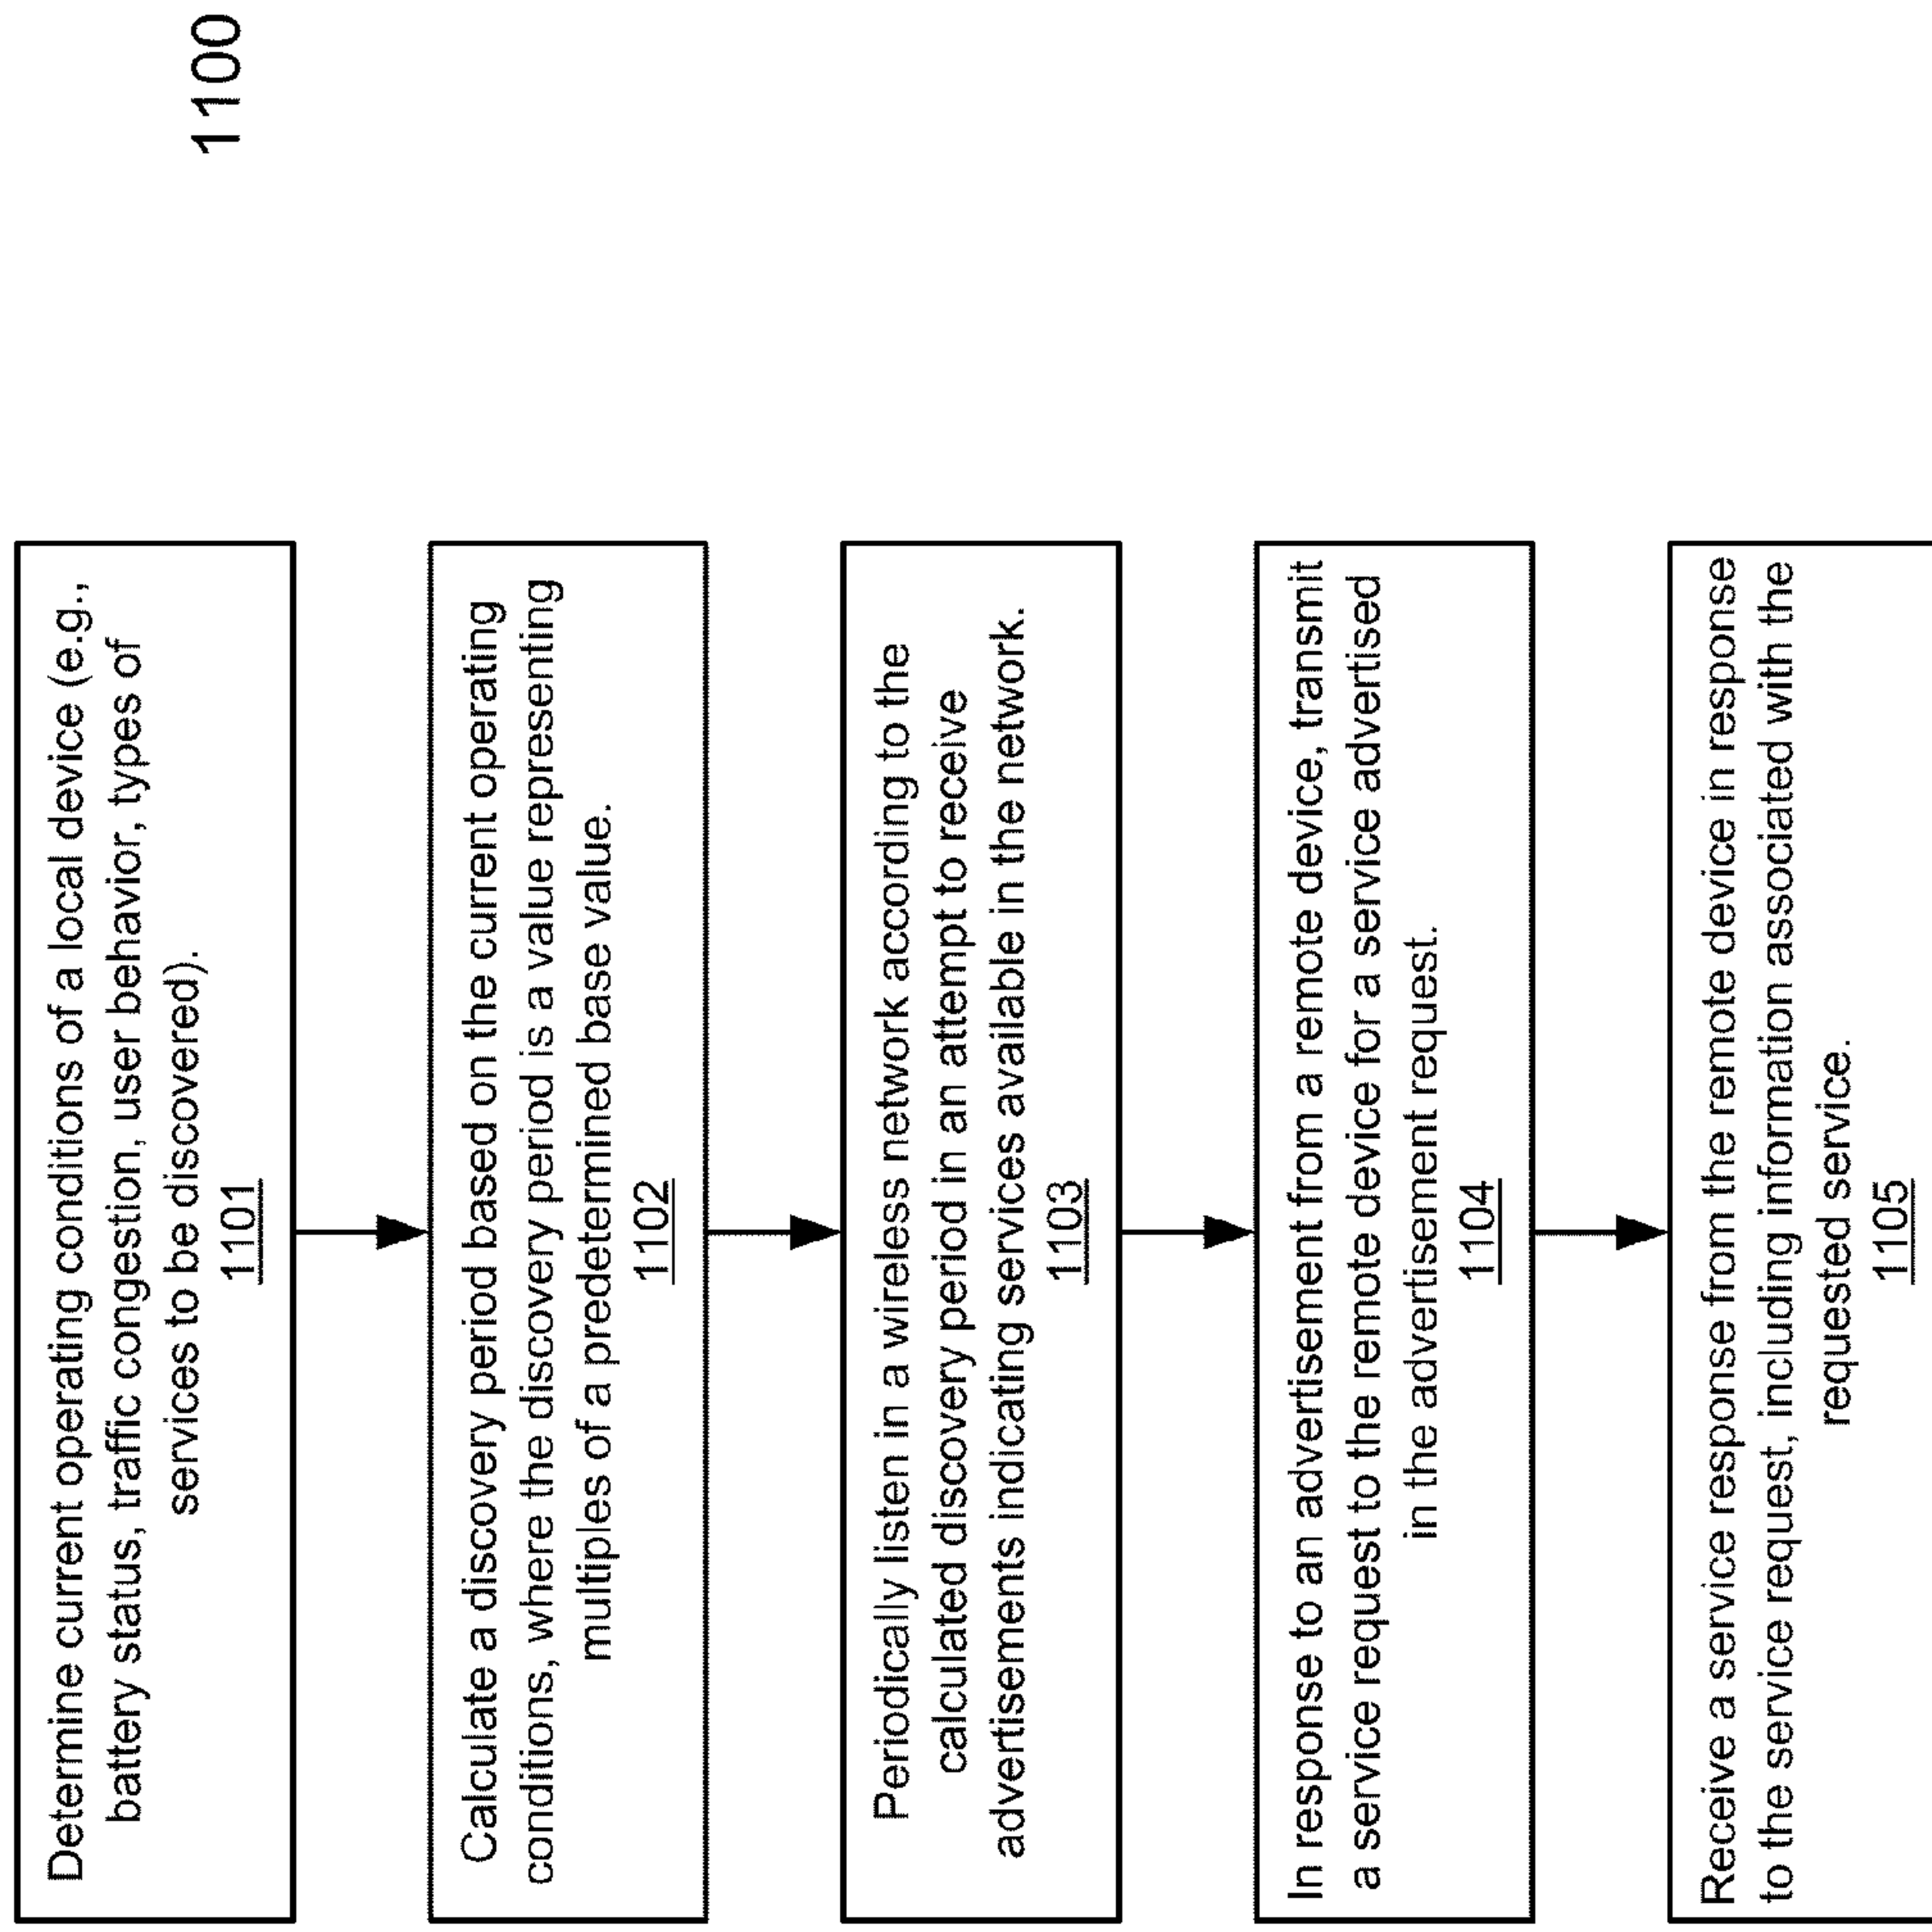 1100
Determine current operating conditions of a local device (e.g.,
battery status, traffic congestion, user behavior, types of
services to be discovered).
1101
Calculate a discovery period based on the current operating
conditions, where the discovery period is a value representing
multiples of a predetermined base value.
1102
Periodically listen in a wireless network according to the
calculated discovery period in an attempt to receive
advertisements indicating services available in the network.
1103
In response to an advertisement from a remote device, transmit
a service request to the remote device for a service advertised
in the advertisement request.
1104
Receive a service response from the remote device in response
to the service request, including information associated with the
requested service.
1105